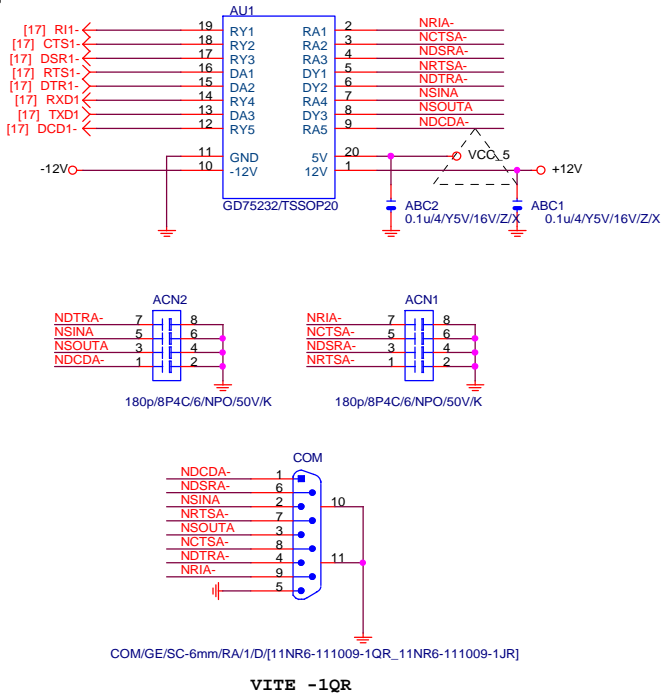 AU1
[17] RI1- 19 RY1 RA1 2 NRIA-
[17] CTS1- 18 RY2 RA2 3 NCTSA-
[17] DSR1- 17 RY3 RA3 4 NDSRA-
[17] RTS1- 16 DA1 DY1 5 NRTSA-
[17] DTR1- 15 DA2 DY2 6 NDTRA-
[17] RXD1 14 RY4 RA4 7 NSINA
[17] TXD1 13 DA3 DY3 8 NSOUTA
[17] DCD1- 12 RY5 RA5 9 NDCDA-
11 GND 5V 20 VCC_5
-12V 10 -12V 12V 1 +12V
GD75232/TSSOP20
ABC2 ABC1
0.1u/4/Y5V/16V/Z/X 0.1u/4/Y5V/16V/Z/X
ACN2 ACN1
NDTRA- 7 8 NRIA- 7 8
NSINA 5 6 NCTSA- 5 6
NSOUTA 3 4 NDSRA- 3 4
NDCDA- 1 2 NRTSA- 1 2
180p/8P4C/6/NPO/50V/K 180p/8P4C/6/NPO/50V/K
COM
NDCDA- 1
NDSRA- 6
NSINA 2 10
NRTSA- 7
NSOUTA 3
NCTSA- 8
NDTRA- 4 11
NRIA- 9
5
COM/GE/SC-6mm/RA/1/D/[11NR6-111009-1QR_11NR6-111009-1JR]
VITE -1QR